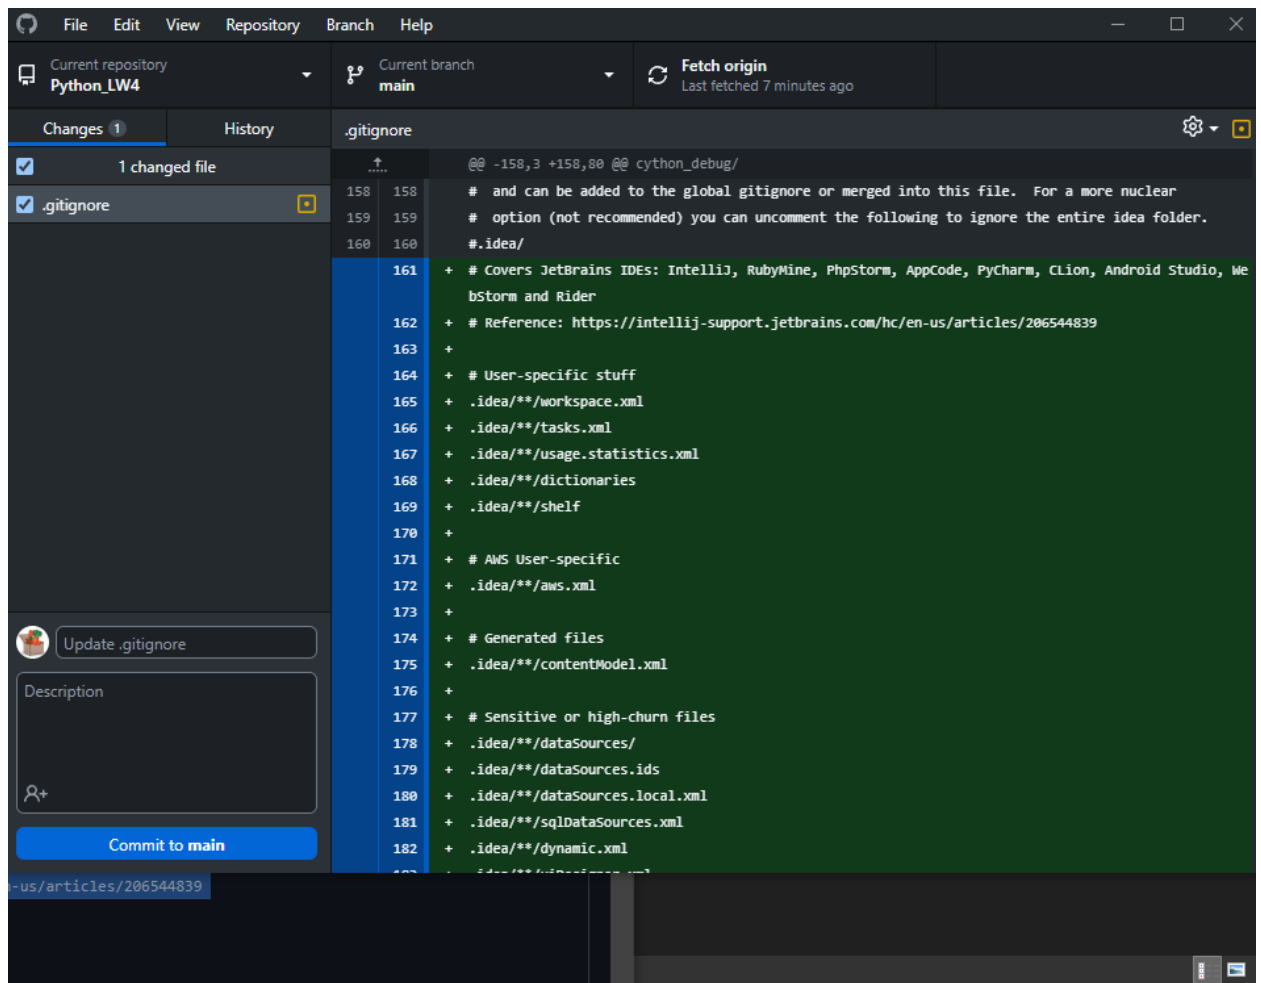 File Edit View Repository Branch Help
Current repository
Python_LW4
Current branch
main
Fetch origin
Last fetched 7 minutes ago
Changes 1 History
.gitignore
1 changed file
.gitignore
@@ -158,3 +158,80 @@ cython_debug/
158 158 # and can be added to the global gitignore or merged into this file. For a more nuclear
159 159 # option (not recommended) you can uncomment the following to ignore the entire idea folder.
160 160 #.idea/
161 + # Covers JetBrains IDEs: IntelliJ, RubyMine, PhpStorm, AppCode, PyCharm, CLion, Android Studio, We
bStorm and Rider
162 + # Reference: https://intellij-support.jetbrains.com/hc/en-us/articles/206544839
163 +
164 + # User-specific stuff
165 + .idea/**/workspace.xml
166 + .idea/**/tasks.xml
167 + .idea/**/usage.statistics.xml
168 + .idea/**/dictionaries
169 + .idea/**/shelf
170 +
171 + # AWS User-specific
172 + .idea/**/aws.xml
173 +
174 + # Generated files
175 + .idea/**/contentModel.xml
176 +
177 + # Sensitive or high-churn files
178 + .idea/**/dataSources/
179 + .idea/**/dataSources.ids
180 + .idea/**/dataSources.local.xml
181 + .idea/**/sqlDataSources.xml
182 + .idea/**/dynamic.xml
Update .gitignore
Description
Commit to main
n-us/articles/206544839